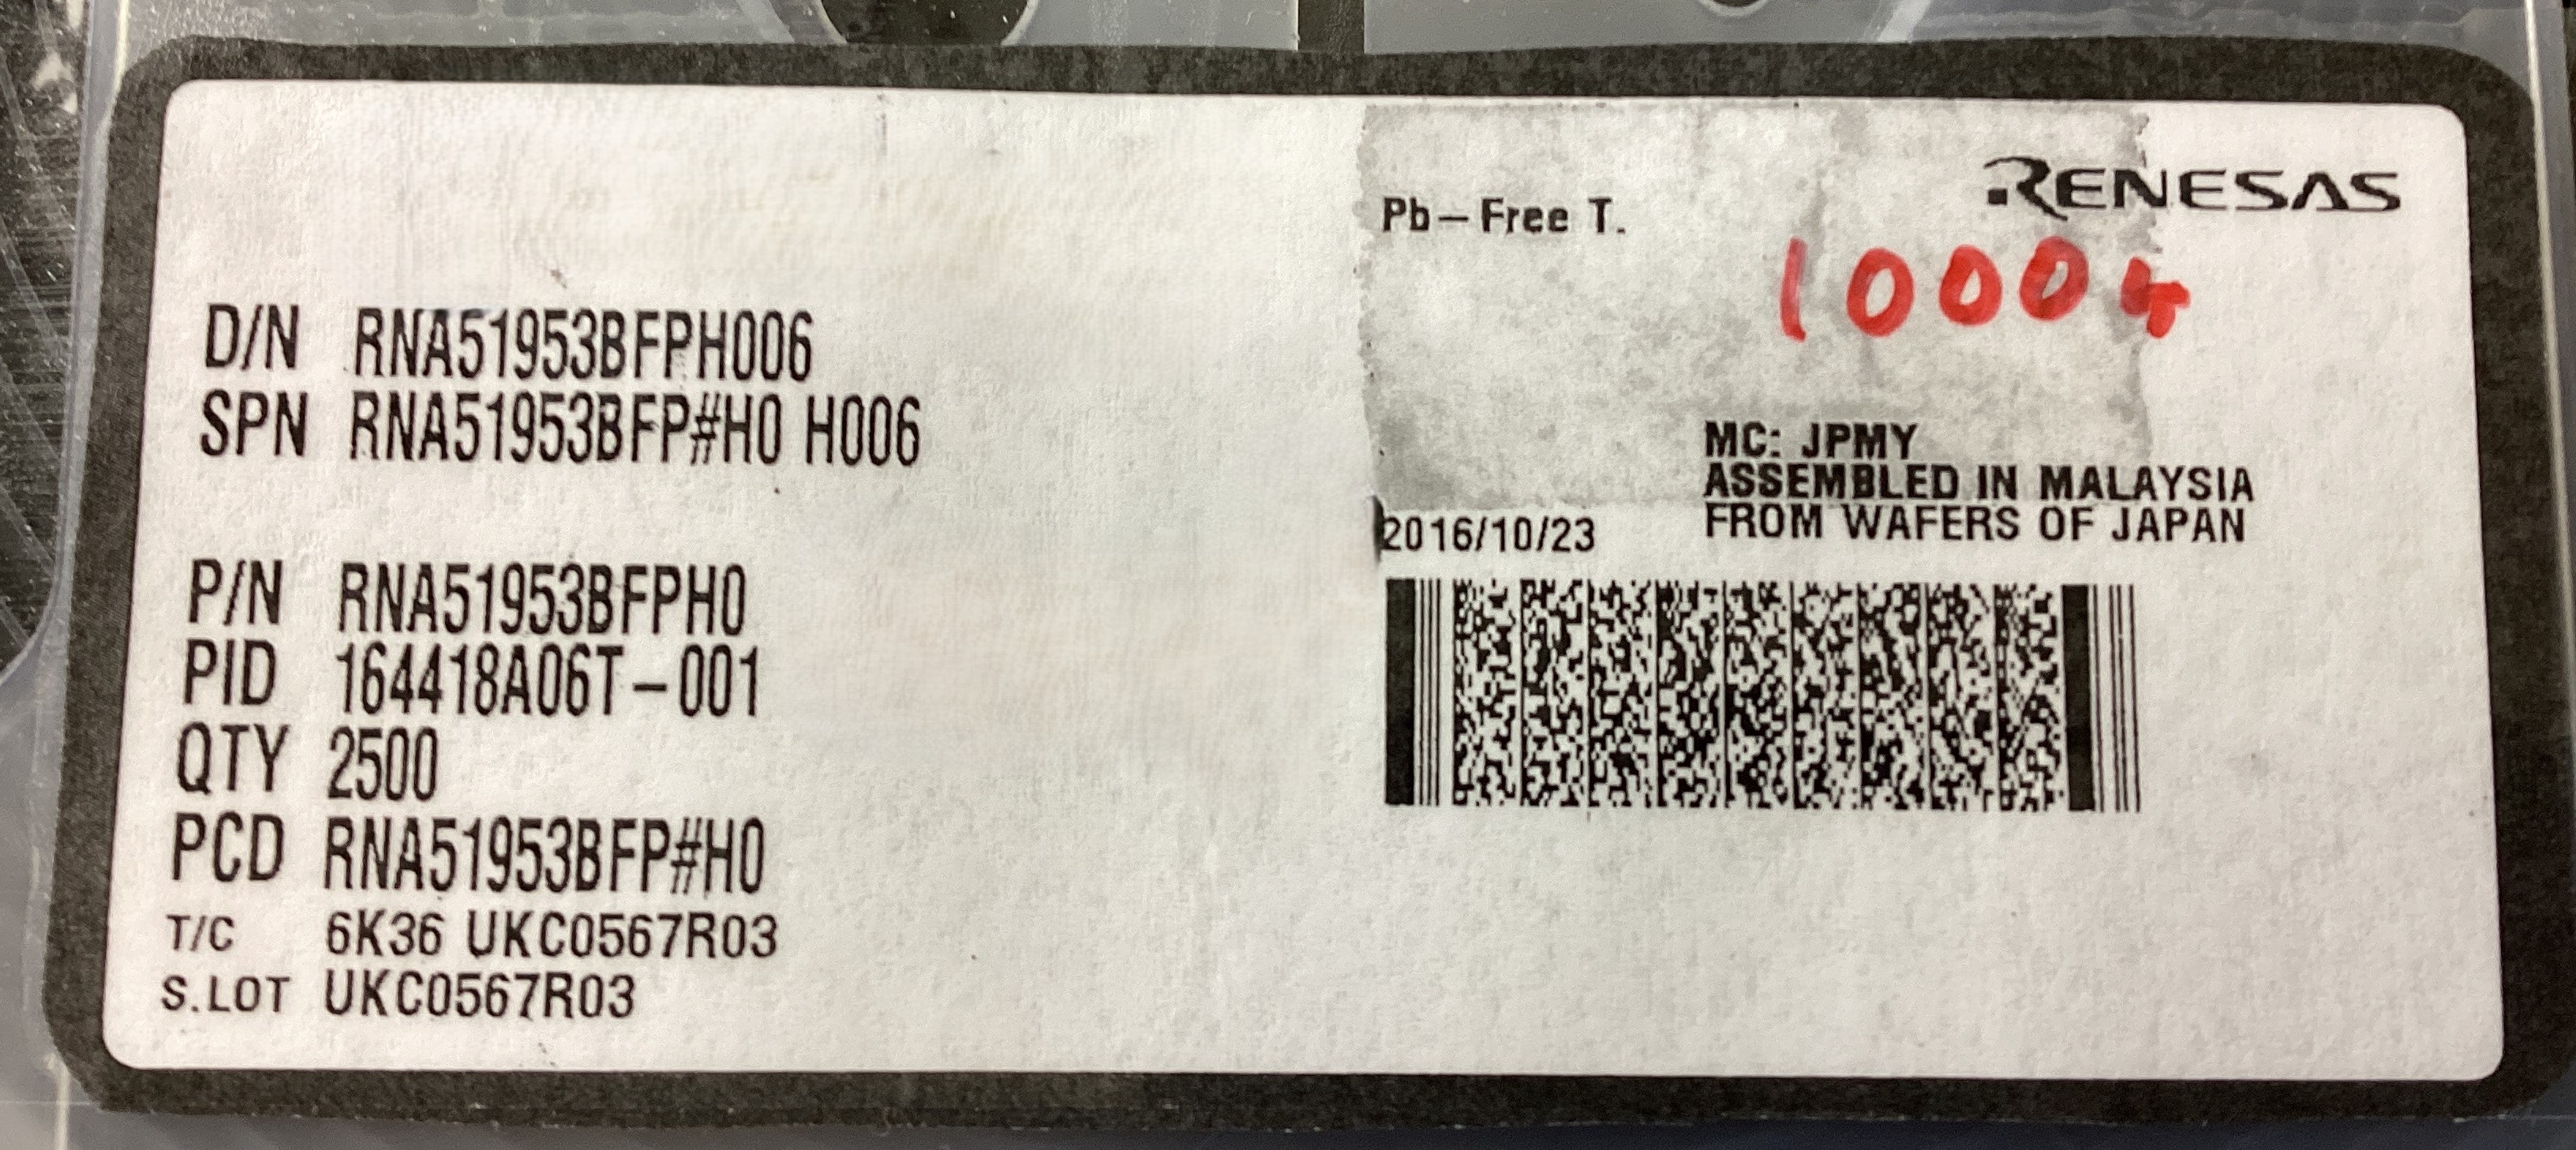 RENESAS
Pb-Free T.
10004
D/N RNA51953BFPH006
SPN RNA51953BFP#H0 H006
MC: JPMY
ASSEMBLED IN MALAYSIA
FROM WAFERS OF JAPAN
2016/10/23
P/N RNA51953BFPH0
PID 164418A06T-001
QTY 2500
PCD RNA51953BFP#H0
T/C 6K36 UKC0567R03
S.LOT UKC0567R03